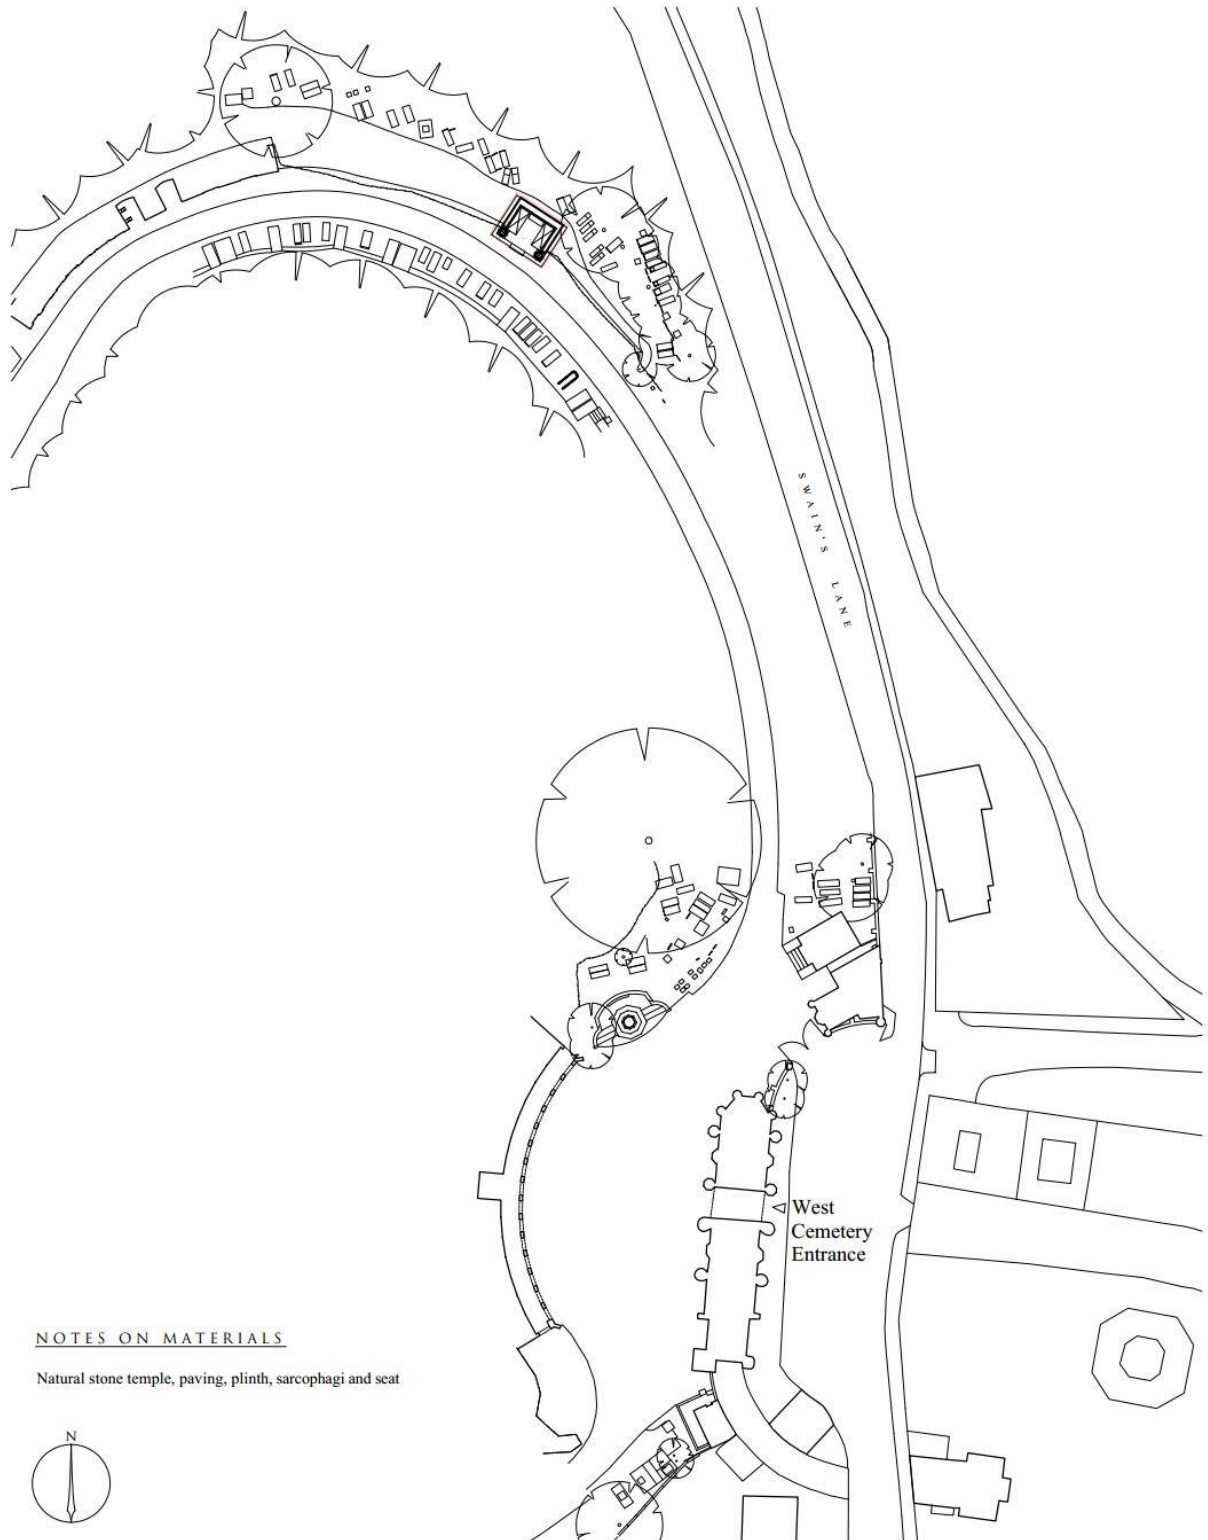 SWAIN'S LANE
West
Cemetery
Entrance
NOTES ON MATERIALS
Natural stone temple, paving, plinth, sarcophagi and seat
N